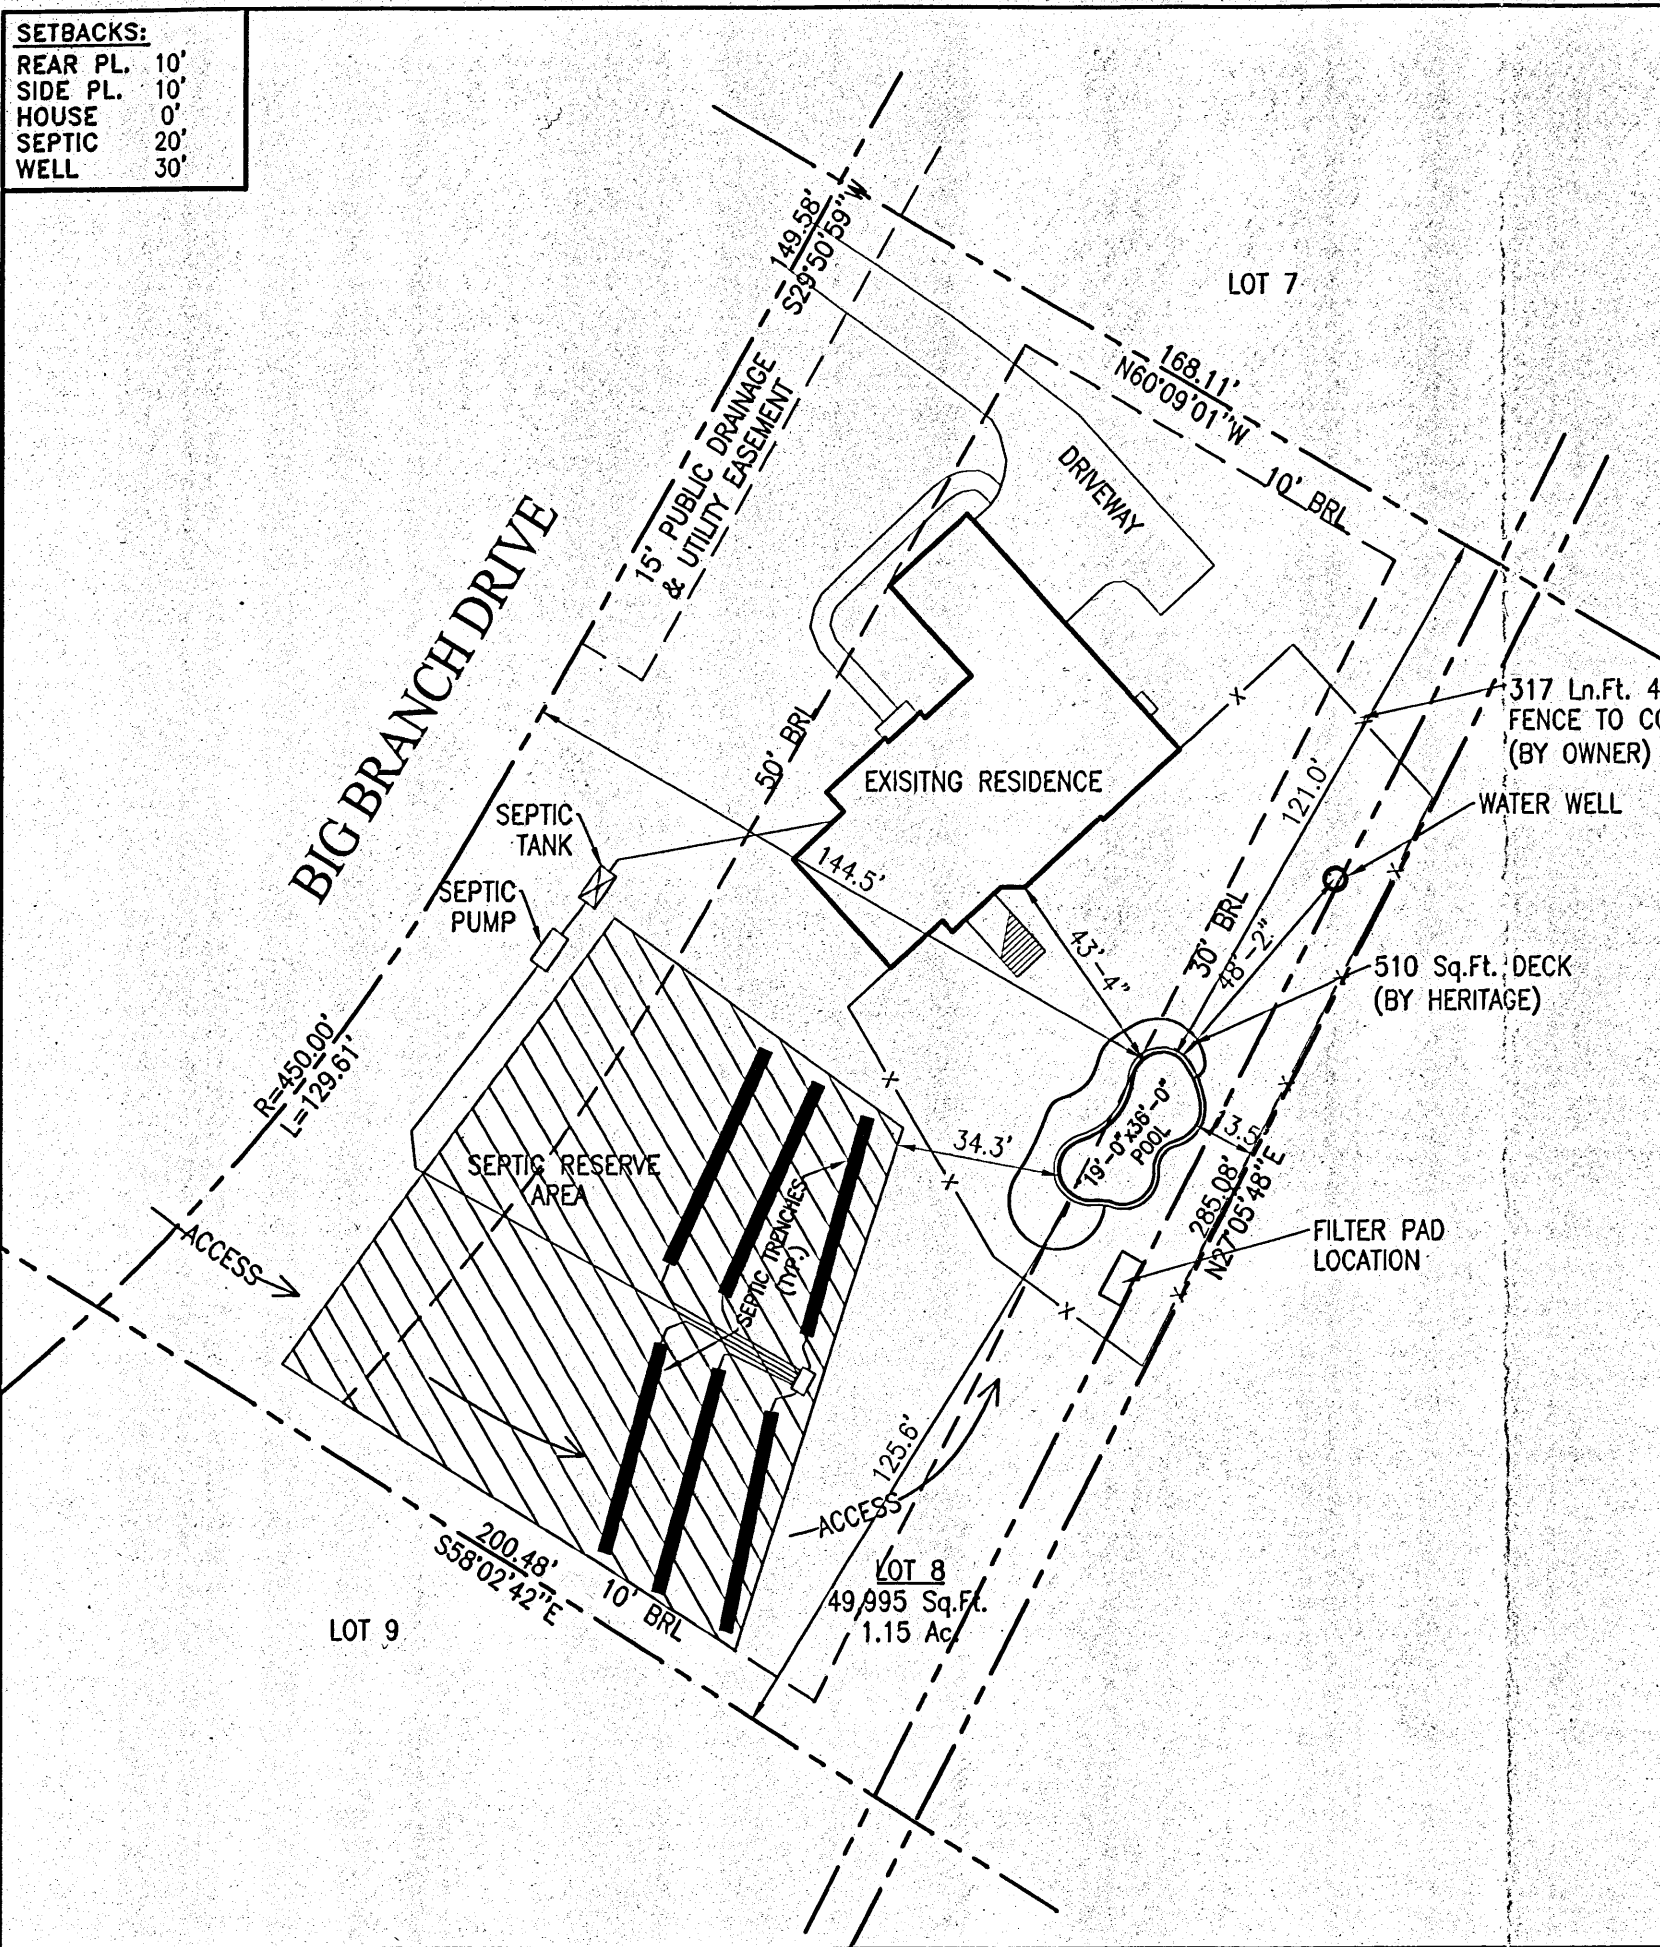 SETBACKS:
REAR PL. 10'
SIDE PL. 10'
HOUSE 0'
SEPTIC 20'
WELL 30'
149.58'
S29°50'59"W
LOT 7
168.11'
N60°09'01"W
10' BRL
DRIVEWAY
15' PUBLIC DRAINAGE
& UTILITY EASEMENT
BIG BRANCH DRIVE
50' BRL
317 Ln.Ft. 4
FENCE TO
(BY OWNER)
EXISITNG RESIDENCE
121.0'
WATER WELL
SEPTIC
TANK
144.5'
SEPTIC
PUMP
30' BRL
48'-2"
43'-4"
510 Sq.Ft. DECK
(BY HERITAGE)
R=450.00'
L=129.61'
19'-0"x36'-0"
POOL
13.5'
34.3'
SEPTIC RESERVE
AREA
SEPTIC TRENCHES
(TYP.)
285.08'
N27°05'48"E
FILTER PAD
LOCATION
ACCESS
125.6'
ACCESS
200.48'
S58°02'42"E
10' BRL
LOT 8
49,995 Sq.Ft.
1.15 Ac.
LOT 9
X
X
X
X
X
X
X
X
X